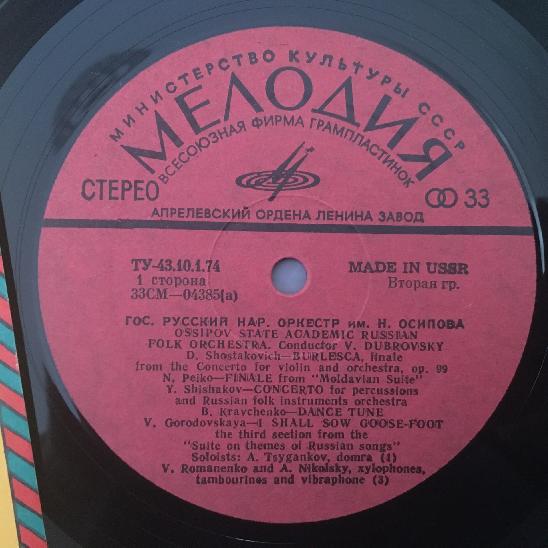 МИНИСТЕРСТВО КУЛЬТУРЫ СССР
МЕЛОДИЯ
ВСЕСОЮЗНАЯ ФИРМА ГРАМПЛАСТИНОК
СТЕРЕО
33
АПРЕЛЕВСКИЙ ОРДЕНА ЛЕНИНА ЗАВОД
ТУ-43.10.1.74
MADE IN USSR
1 сторона
Вторая гр.
33СМ—04385(а)
ГОС. РУССКИЙ НАР. ОРКЕСТР им. Н. ОСИПОВА
OSSIPOV STATE ACADEMIC RUSSIAN
FOLK ORCHESTRA. Conductor V. DUBROVSKY
D. Shostakovich—BURLESCA, finale
from the Concerto for violin and orchestra, op. 99
N. Peiko—FINALE from "Moldavian Suite"
Y. Shishakov—CONCERTO for percussions
and Russian folk instruments orchestra
B. Kravchenko—DANCE TUNE
V. Gorodovskaya—I SHALL SOW GOOSE-FOOT
the third section from the
"Suite on themes of Russian songs"
Soloists: A. Tsygankov, domra (4)
V. Romanenko and A. Nikolsky, xylophones,
tambourines and vibraphone (3)